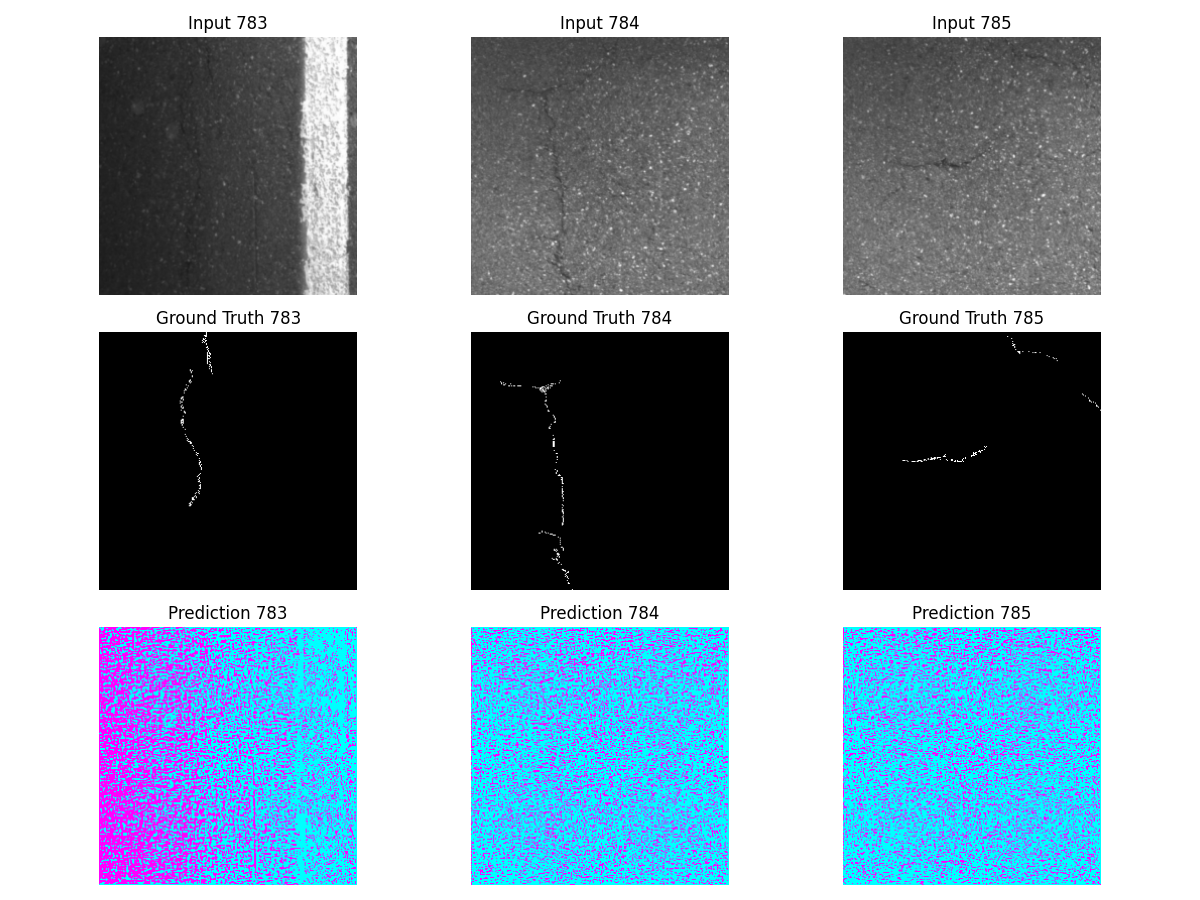 Input 783
Input 784
Input 785
Ground Truth 783
Ground Truth 784
Ground Truth 785
Prediction 783
Prediction 784
Prediction 785